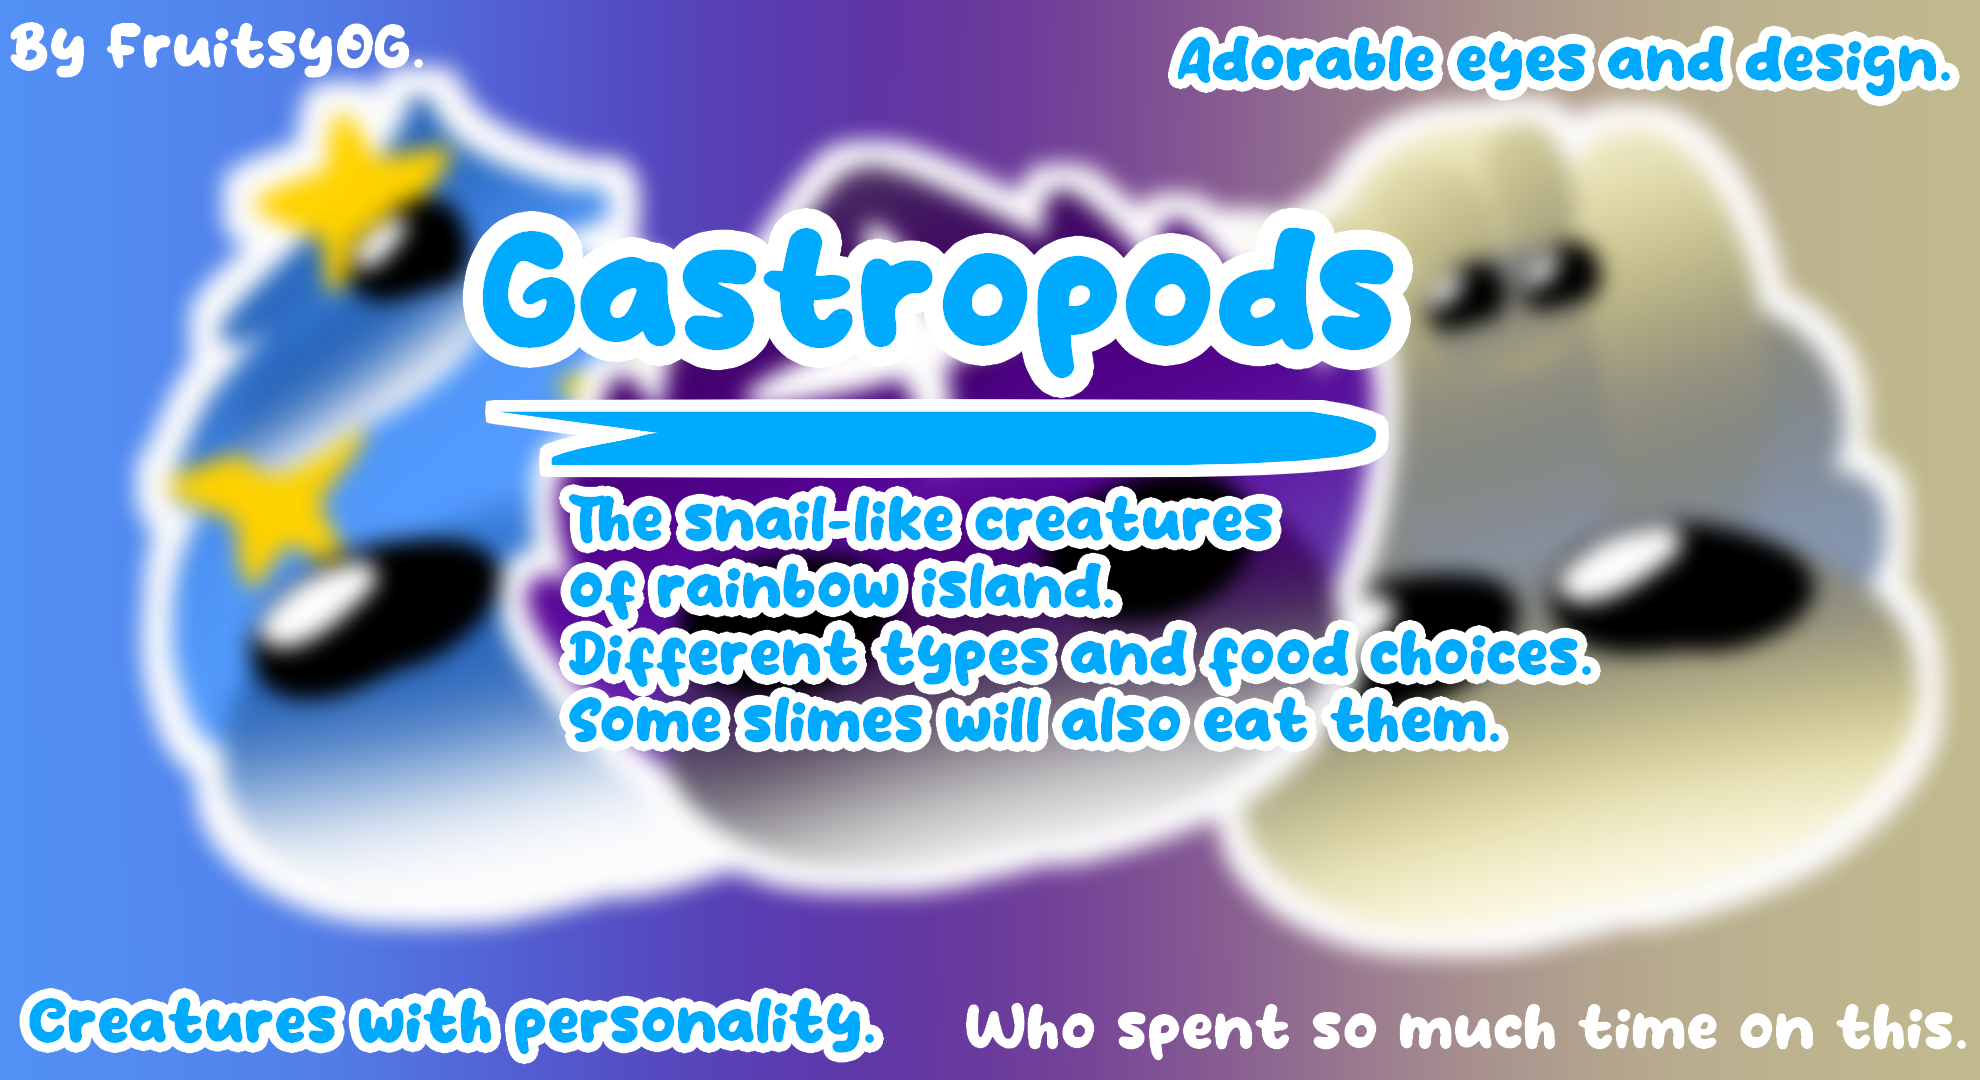 By FruitsyOG.
Adorable eyes and design.
Gastropods
The snail-like creatures
of rainbow island.
Different types and food choices.
Some slimes will also eat them.
Creatures with personality.
Who spent so much time on this.